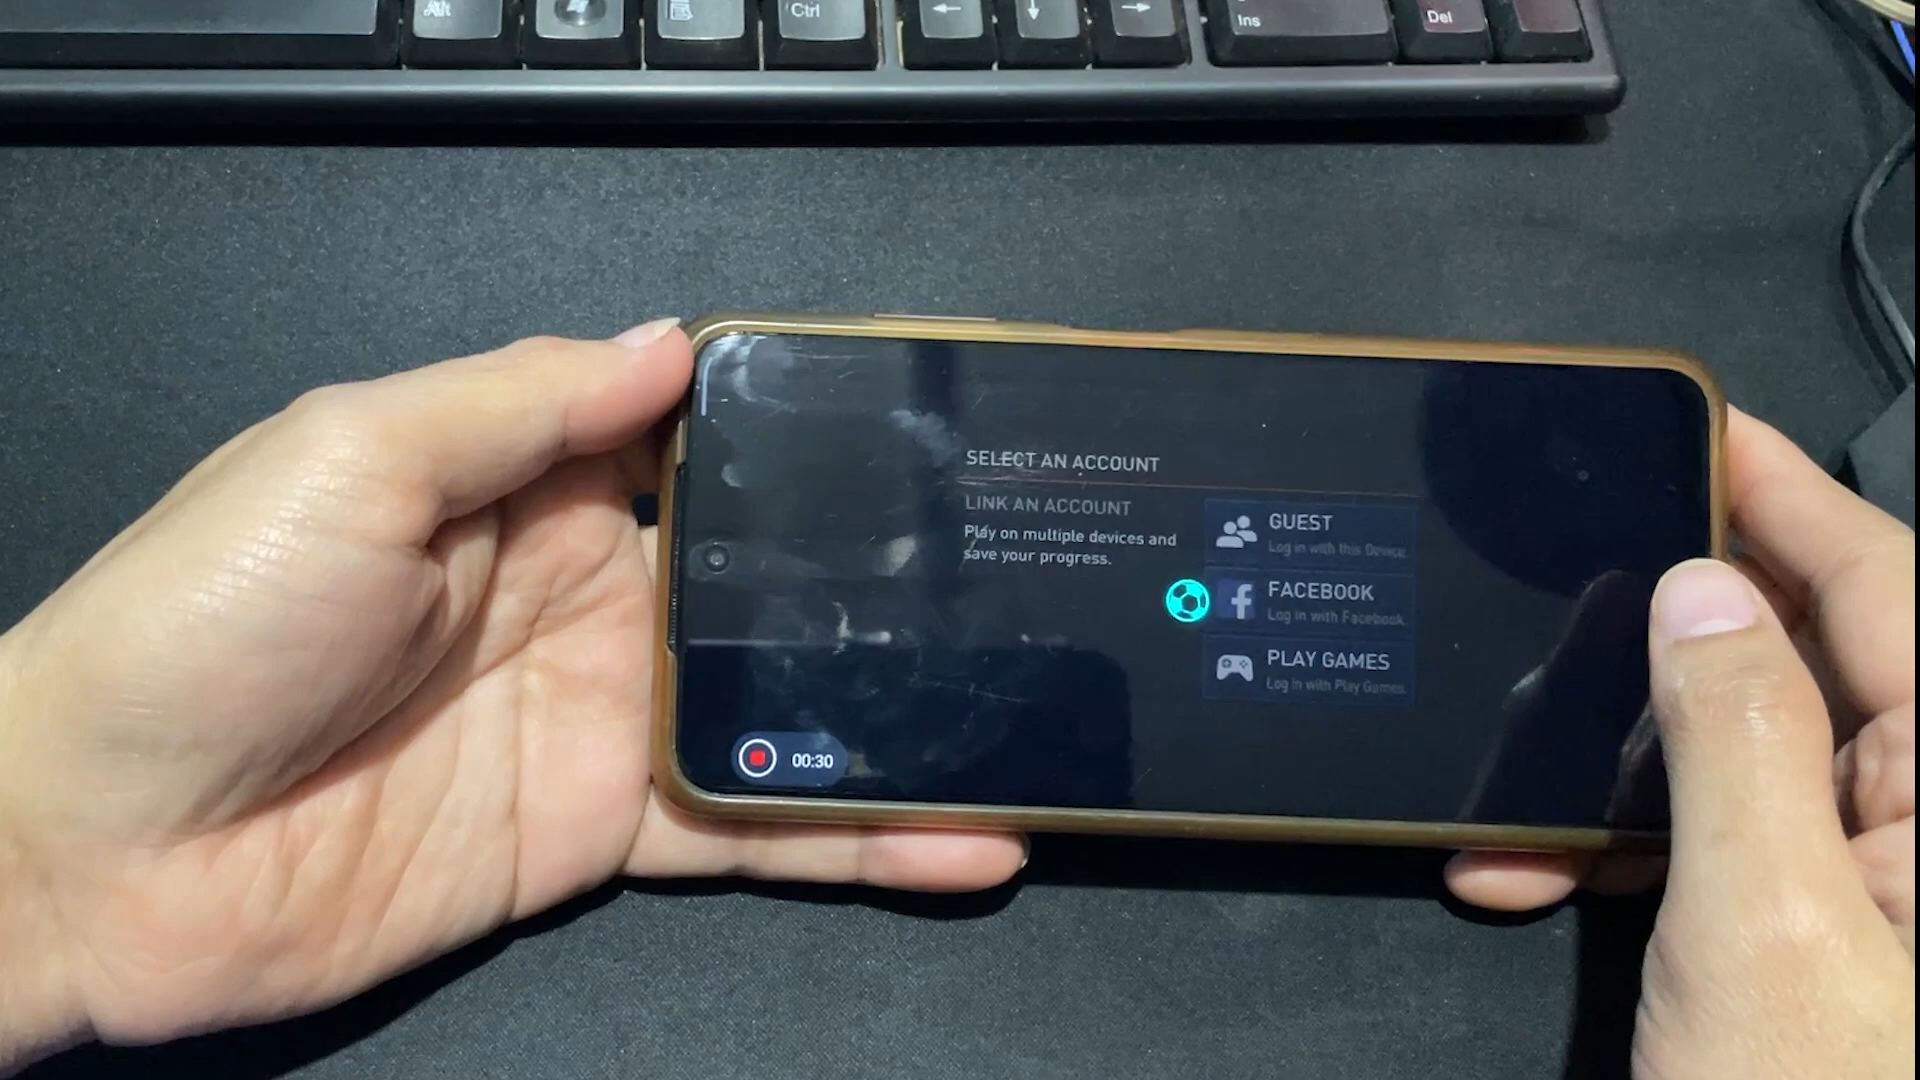 Alt
Ctrl
←
↓
→
Ins
Del
SELECT AN ACCOUNT
LINK AN ACCOUNT
Play on multiple devices and
save your progress.
GUEST
Log in with this Device.
FACEBOOK
Log in with Facebook.
PLAY GAMES
Log in with Play Games.
00:30